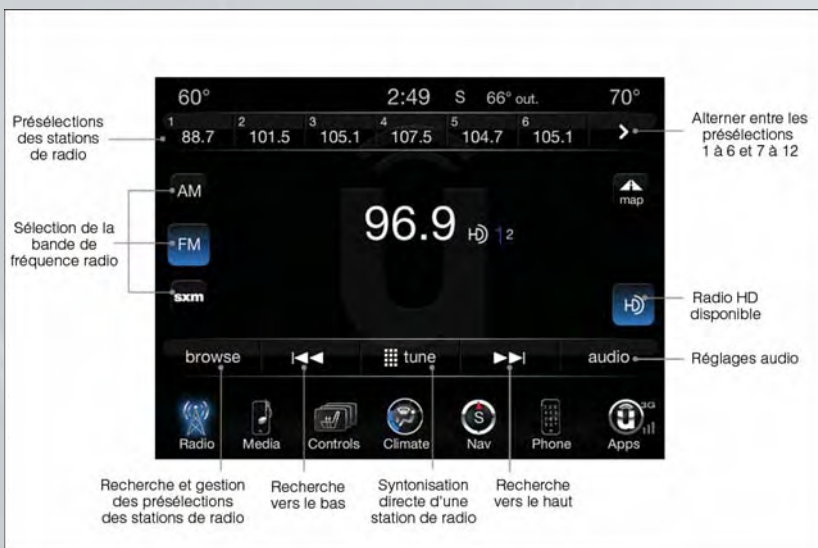 60° 2:49 S 66° out. 70°
Présélections
des stations
de radio
1 88.7 2 101.5 3 105.1 4 107.5 5 104.7 6 105.1
Alterner entre les
présélections
1 à 6 et 7 à 12
AM
map
Sélection de la
bande de
fréquence radio
FM
96.9 HD 1 2
sxm
HD
Radio HD
disponible
browse tune audio
Réglages audio
S
3G
Radio Media Controls Climate Nav Phone Apps
Recherche et gestion
des présélections
des stations de radio
Recherche
vers le bas
Syntonisation
directe d'une
station de radio
Recherche
vers le haut